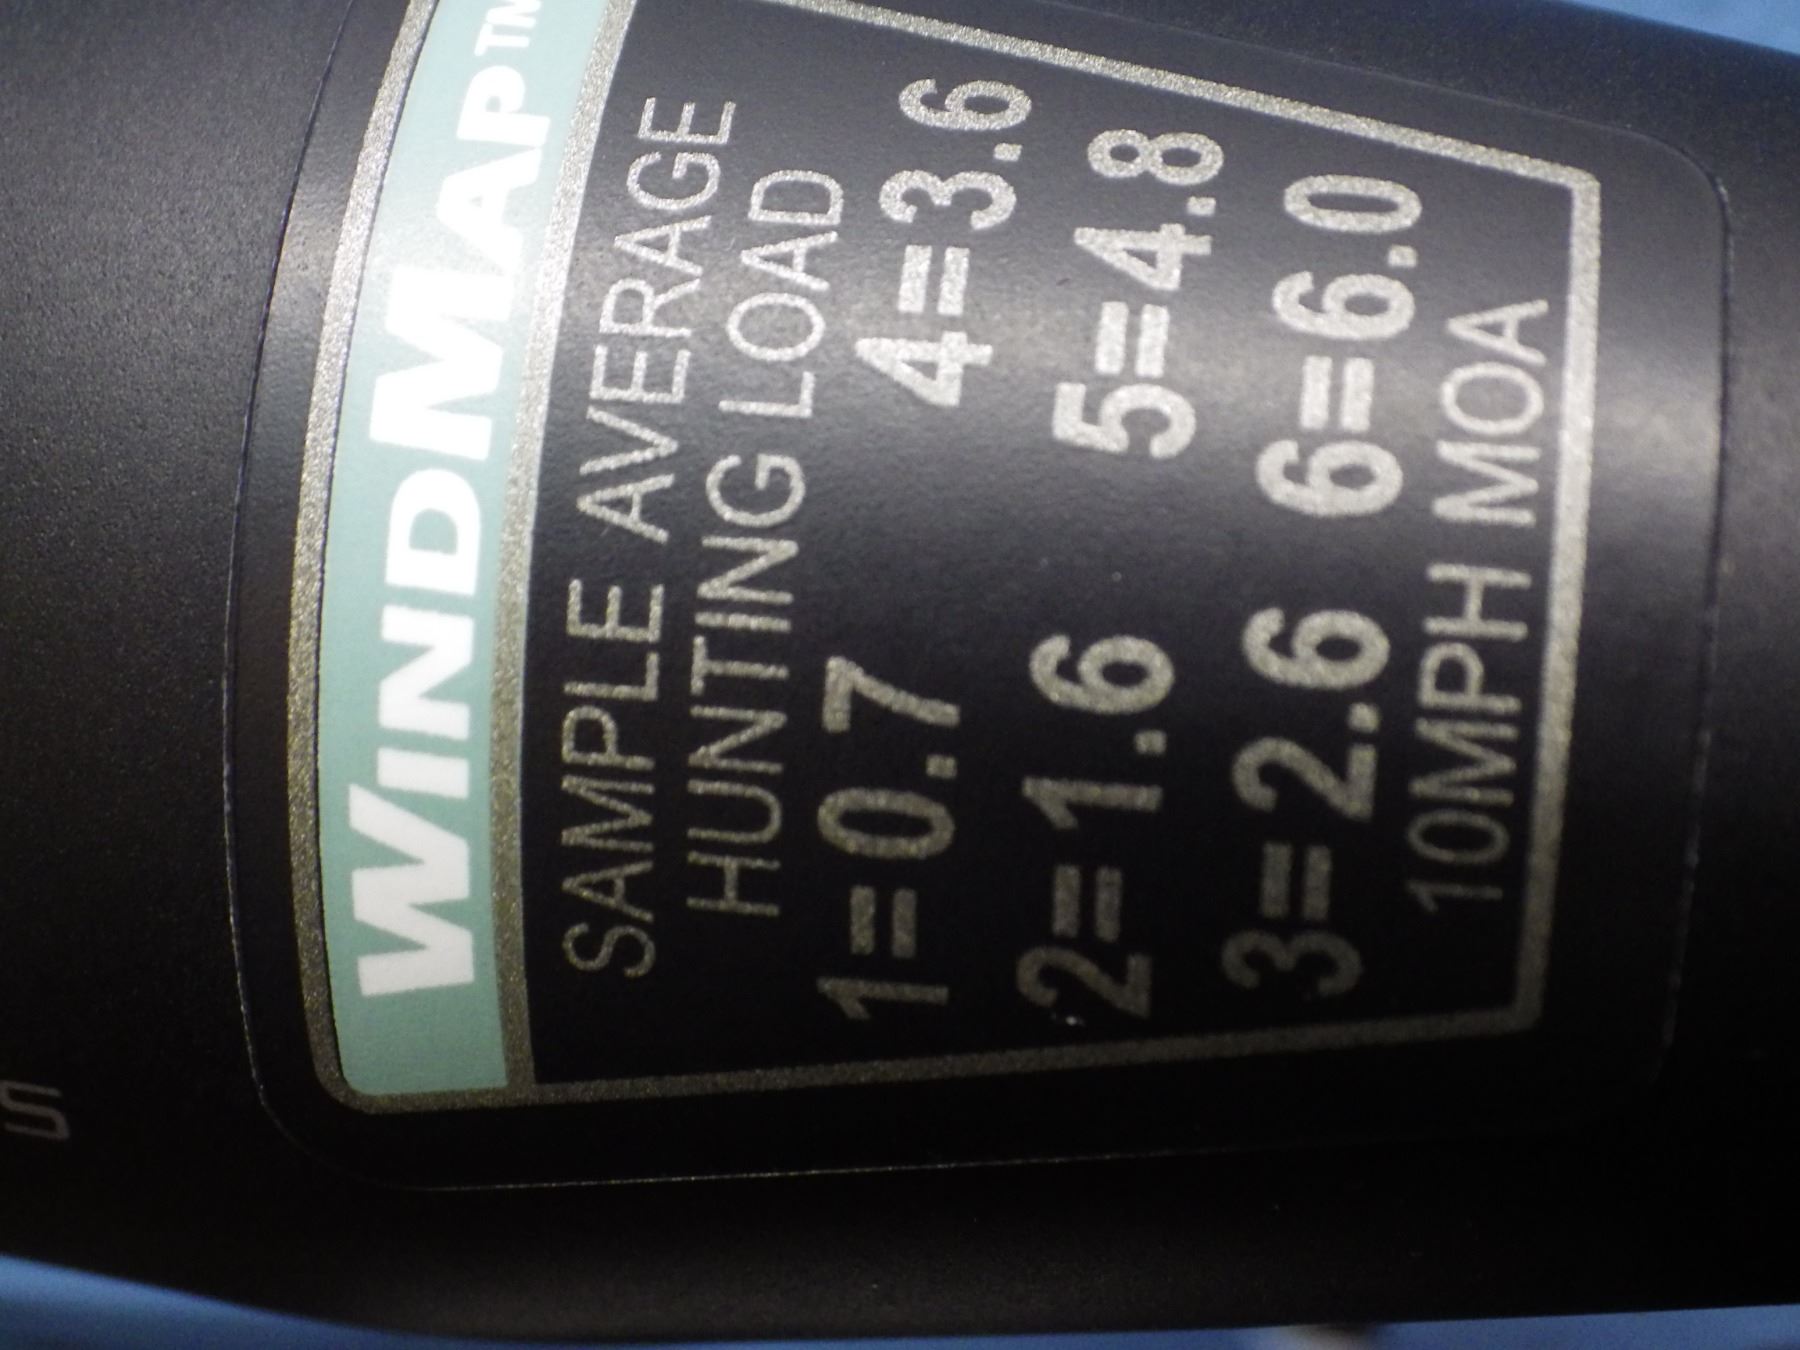 WINDMAP™
SAMPLE AVERAGE
HUNTING LOAD
1=0.7 4=3.6
2=1.6 5=4.8
3=2.6 6=6.0
10MPH MOA
S